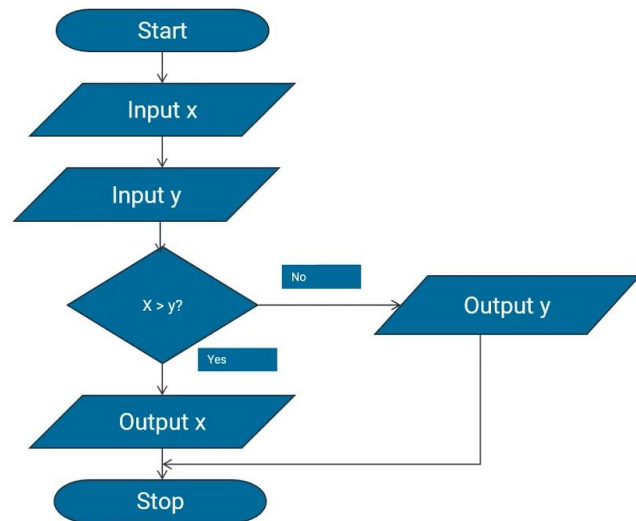 Start
Input x
Input y
No
X > y?
Output y
Yes
Output x
Stop